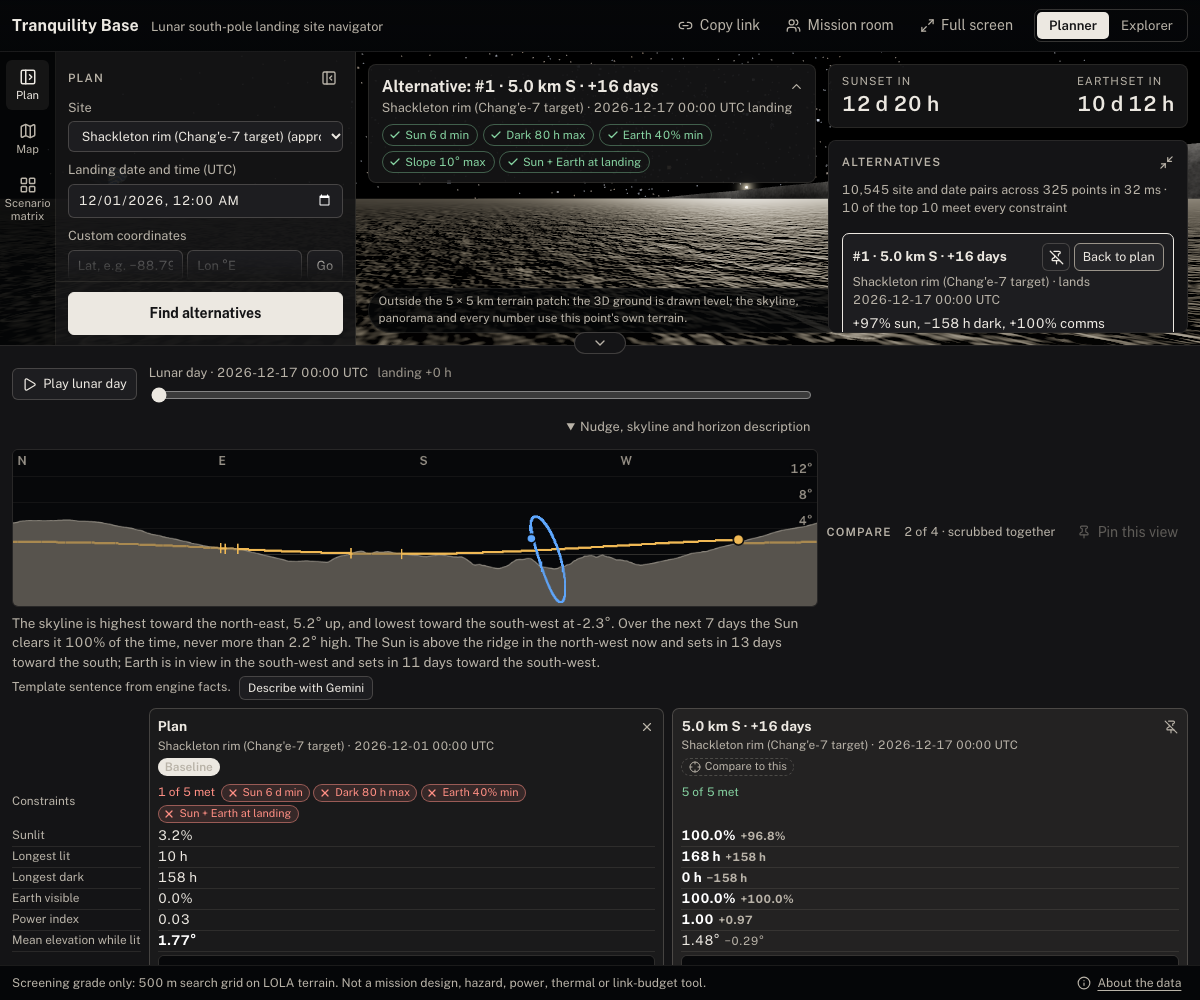 Tranquility Base
Lunar south-pole landing site navigator
Copy link
Mission room
Full screen
Planner
Explorer
Plan
Map
Scenario
matrix
PLAN
Site
Shackleton rim (Chang'e-7 target) (appro
Landing date and time (UTC)
12/01/2026, 12:00 AM
Custom coordinates
Lat, e.g. −88.79
Lon °E
Go
Find alternatives
Alternative: #1 · 5.0 km S · +16 days
Shackleton rim (Chang'e-7 target) · 2026-12-17 00:00 UTC landing
Sun 6 d min
Dark 80 h max
Earth 40% min
Slope 10° max
Sun + Earth at landing
Outside the 5 × 5 km terrain patch: the 3D ground is drawn level; the skyline,
panorama and every number use this point's own terrain.
SUNSET IN
12 d 20 h
EARTHSET IN
10 d 12 h
ALTERNATIVES
10,545 site and date pairs across 325 points in 32 ms ·
10 of the top 10 meet every constraint
#1 · 5.0 km S · +16 days
Back to plan
Shackleton rim (Chang'e-7 target) · lands
2026-12-17 00:00 UTC
+97% sun, −158 h dark, +100% comms
Play lunar day
Lunar day · 2026-12-17 00:00 UTC landing +0 h
▼ Nudge, skyline and horizon description
N
E
S
W
12°
8°
4°
COMPARE
2 of 4 · scrubbed together
Pin this view
The skyline is highest toward the north-east, 5.2° up, and lowest toward the south-west at -2.3°. Over the next 7 days the Sun
clears it 100% of the time, never more than 2.2° high. The Sun is above the ridge in the north-west now and sets in 13 days
toward the south; Earth is in view in the south-west and sets in 11 days toward the south-west.
Template sentence from engine facts.
Describe with Gemini
Plan
Shackleton rim (Chang'e-7 target) · 2026-12-01 00:00 UTC
Baseline
5.0 km S · +16 days
Shackleton rim (Chang'e-7 target) · 2026-12-17 00:00 UTC
Compare to this
Constraints
1 of 5 met
Sun 6 d min
Dark 80 h max
Earth 40% min
Sun + Earth at landing
5 of 5 met
Sunlit
3.2%
100.0% +96.8%
Longest lit
10 h
168 h +158 h
Longest dark
158 h
0 h −158 h
Earth visible
0.0%
100.0% +100.0%
Power index
0.03
1.00 +0.97
Mean elevation while lit
1.77°
1.48° −0.29°
Screening grade only: 500 m search grid on LOLA terrain. Not a mission design, hazard, power, thermal or link-budget tool.
About the data